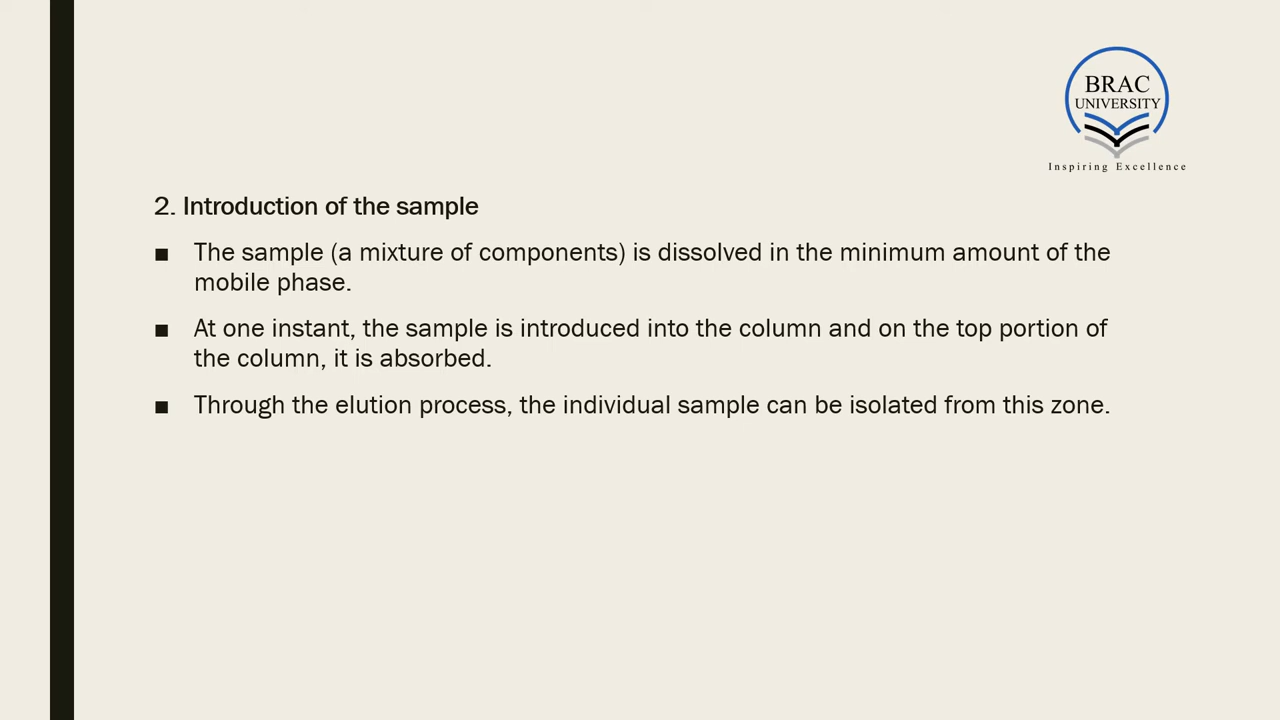 BRAC
UNIVERSITY
Inspiring Excellence
2. Introduction of the sample
■ The sample (a mixture of components) is dissolved in the minimum amount of the
mobile phase.
■ At one instant, the sample is introduced into the column and on the top portion of
the column, it is absorbed.
■ Through the elution process, the individual sample can be isolated from this zone.